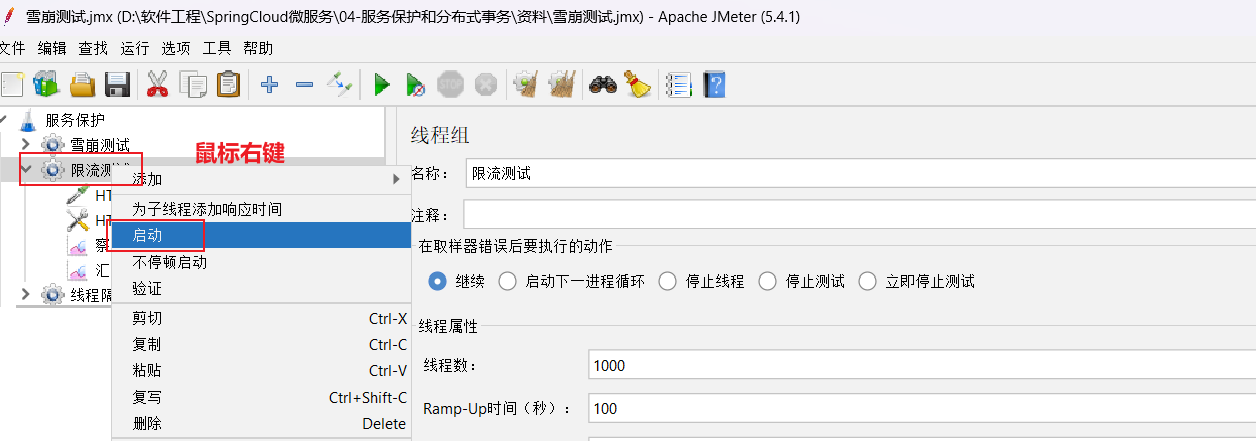 雪崩测试.jmx (D:\软件工程\SpringCloud微服务\04-服务保护和分布式事务\资料\雪崩测试.jmx) - Apache JMeter (5.4.1)
文件 编辑 查找 运行 选项 工具 帮助
服务保护
雪崩测试
鼠标右键
限流测
添加
HT
为子线程添加响应时间
HT
启动
察
不停顿启动
汇
验证
线程隔
剪切 Ctrl-X
复制 Ctrl-C
粘贴 Ctrl-V
复写 Ctrl+Shift-C
删除 Delete
线程组
名称： 限流测试
注释：
在取样器错误后要执行的动作
继续 启动下一进程循环 停止线程 停止测试 立即停止测试
线程属性
线程数： 1000
Ramp-Up时间（秒）： 100